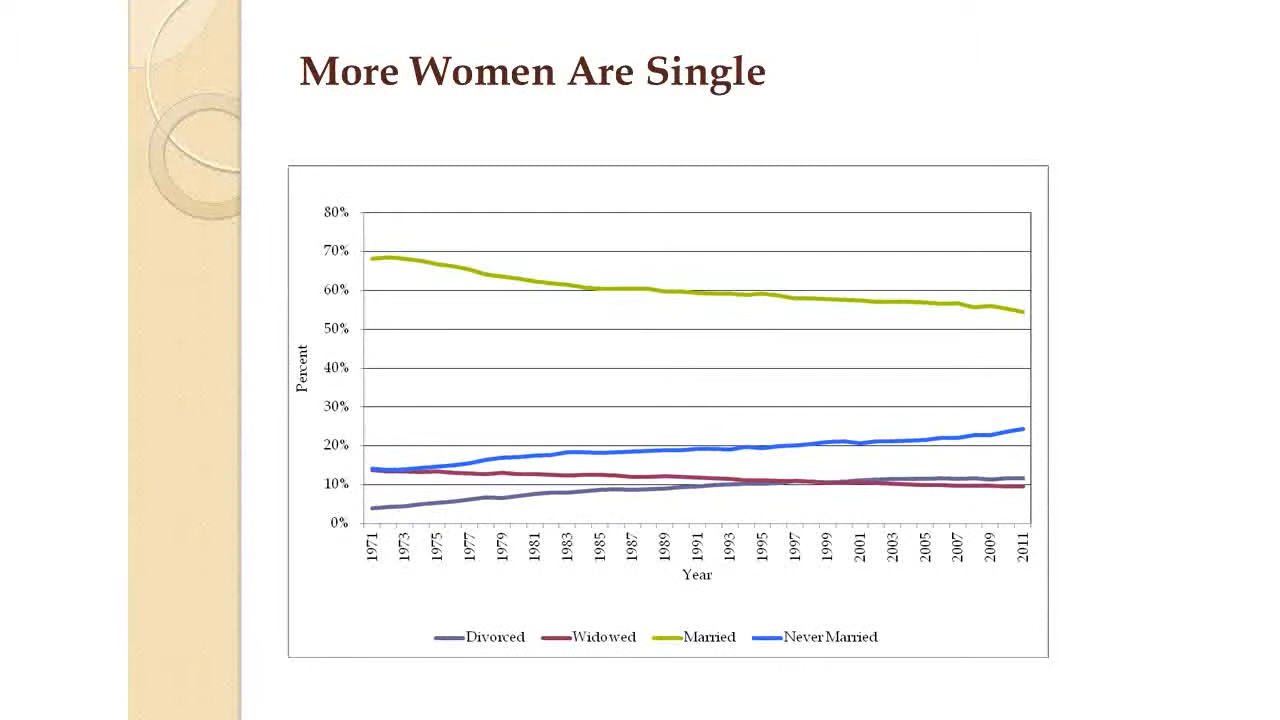 More Women Are Single
80%
70%
60%
50%
40%
30%
20%
10%
0%
Percent
1971 1973 1975 1977 1979 1981 1983 1985 1987 1989 1991 1993 1995 1997 1999 2001 2003 2005 2007 2009 2011
Year
Divorced Widowed Married Never Married